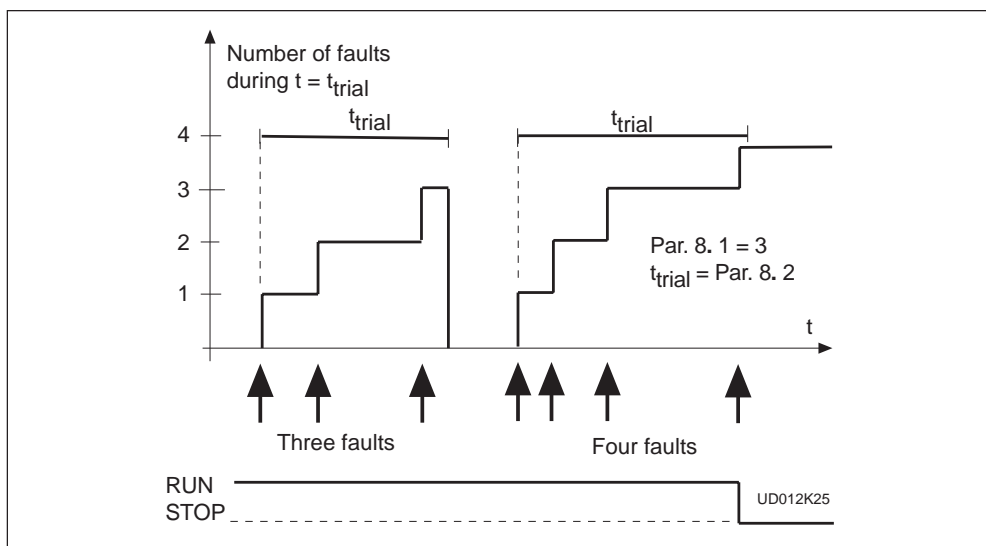 Number of faults
during t = ttrial
ttrial
ttrial
4
3
2
1
Par. 8. 1 = 3
ttrial = Par. 8. 2
t
Three faults
Four faults
RUN
STOP
UD012K25